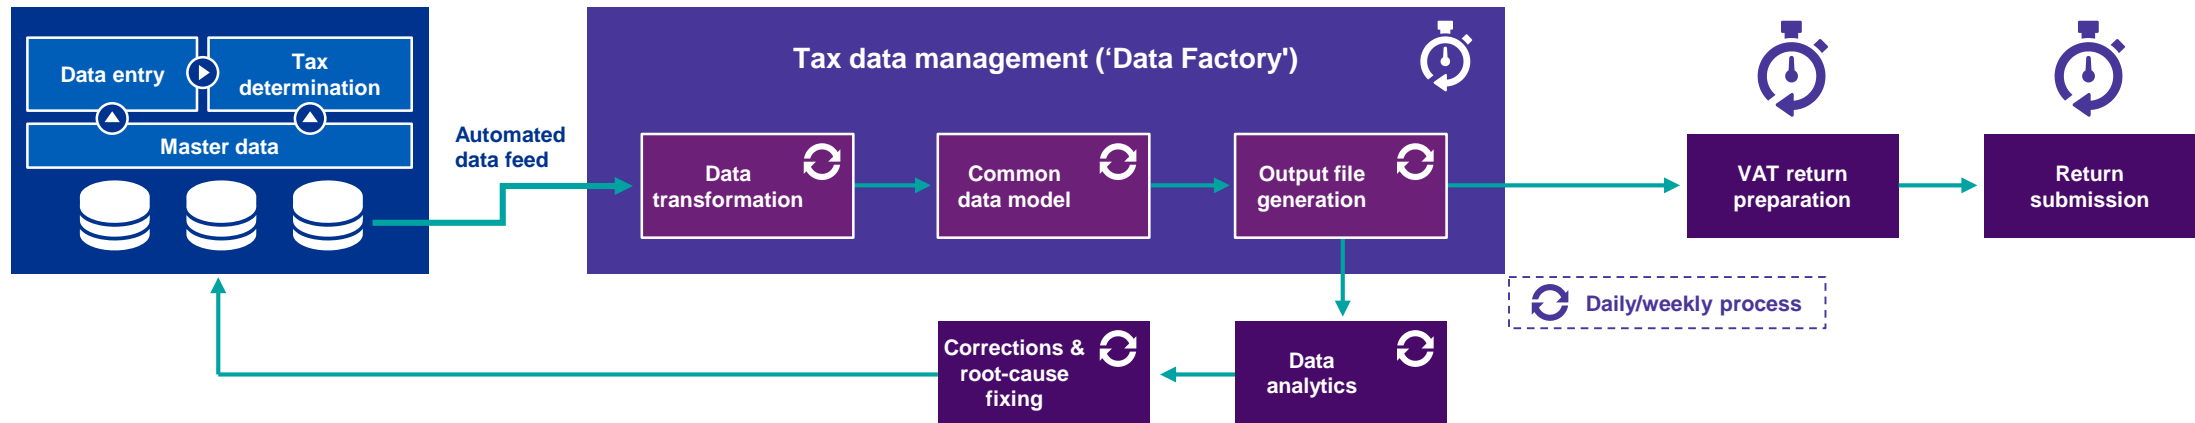 Data entry
Tax
determination
Master data
Automated
data feed
Tax data management (‘Data Factory')
Data
transformation
Common
data model
Output file
generation
VAT return
preparation
Return
submission
Daily/weekly process
Corrections &
root-cause
fixing
Data
analytics